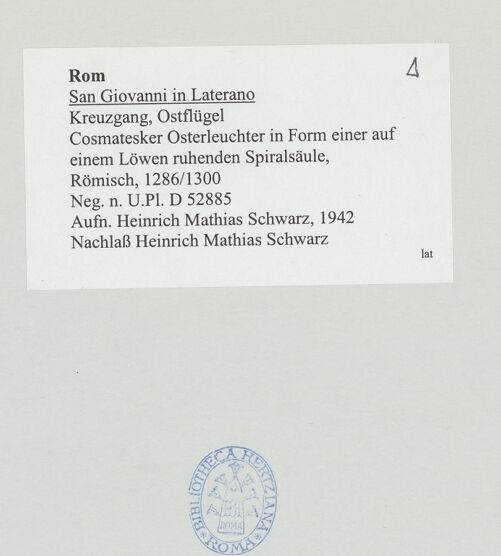 Rom
San Giovanni in Laterano
Kreuzgang, Ostflügel
Cosmatesker Osterleuchter in Form einer auf
einem Löwen ruhenden Spiralsäule,
Römisch, 1286/1300
Neg. n. U.Pl. D 52885
Aufn. Heinrich Mathias Schwarz, 1942
Nachlaß Heinrich Mathias Schwarz
lat
BIBLIOTHECA HERTZIANA
ROMA
ROMA